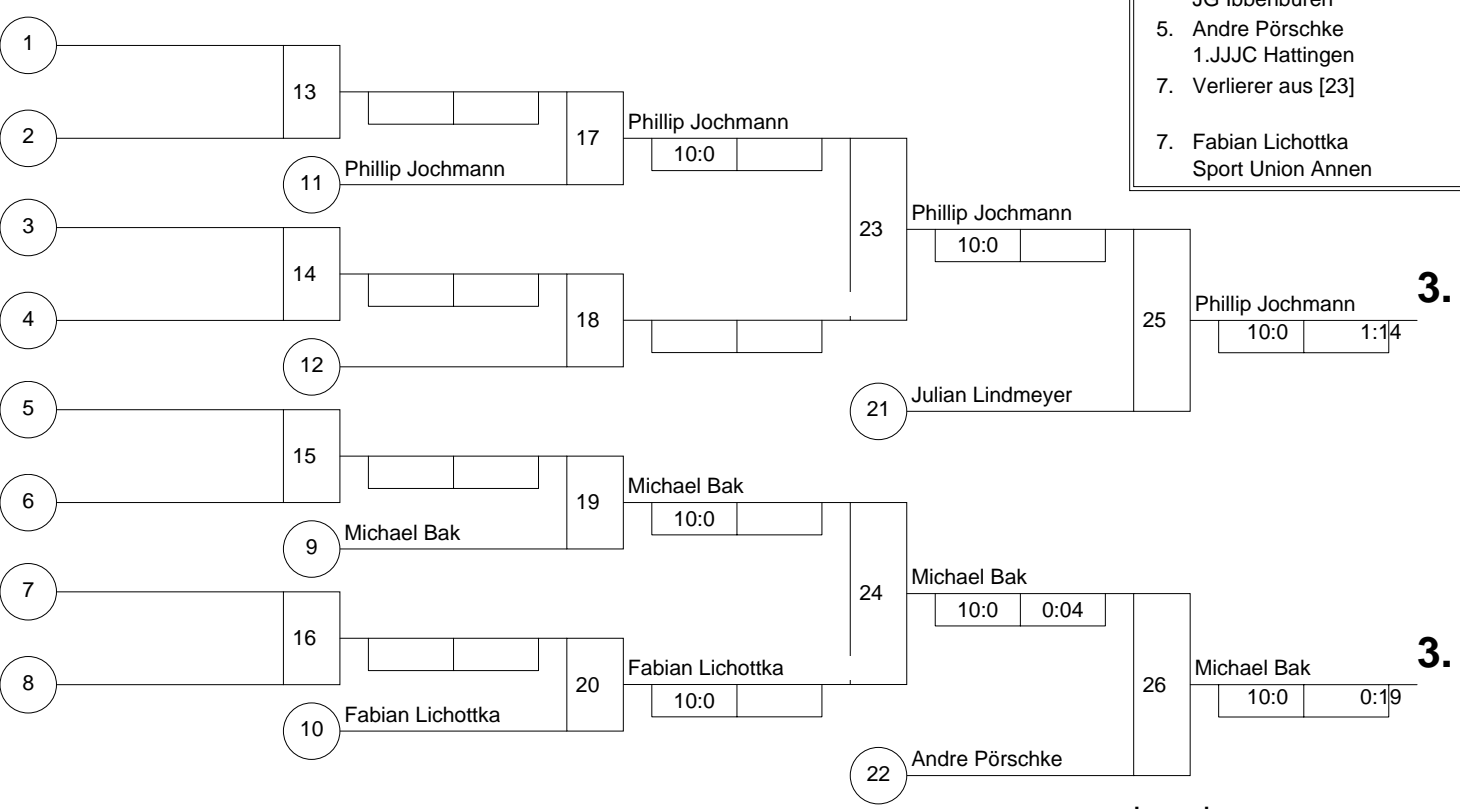 JG Ibbenbüren
5. Andre Pörschke
1.JJJC Hattingen
7. Verlierer aus [23]
7. Fabian Lichottka
Sport Union Annen
1
13
2
17
Phillip Jochmann
10:0
11
Phillip Jochmann
3
23
Phillip Jochmann
10:0
14
4
18
12
25
Phillip Jochmann
10:0 1:14
3.
21
Julian Lindmeyer
5
15
6
19
Michael Bak
10:0
9
Michael Bak
7
24
Michael Bak
10:0 0:04
16
8
20
Fabian Lichottka
10:0
10
Fabian Lichottka
26
Michael Bak
10:0 0:19
3.
22
Andre Pörschke